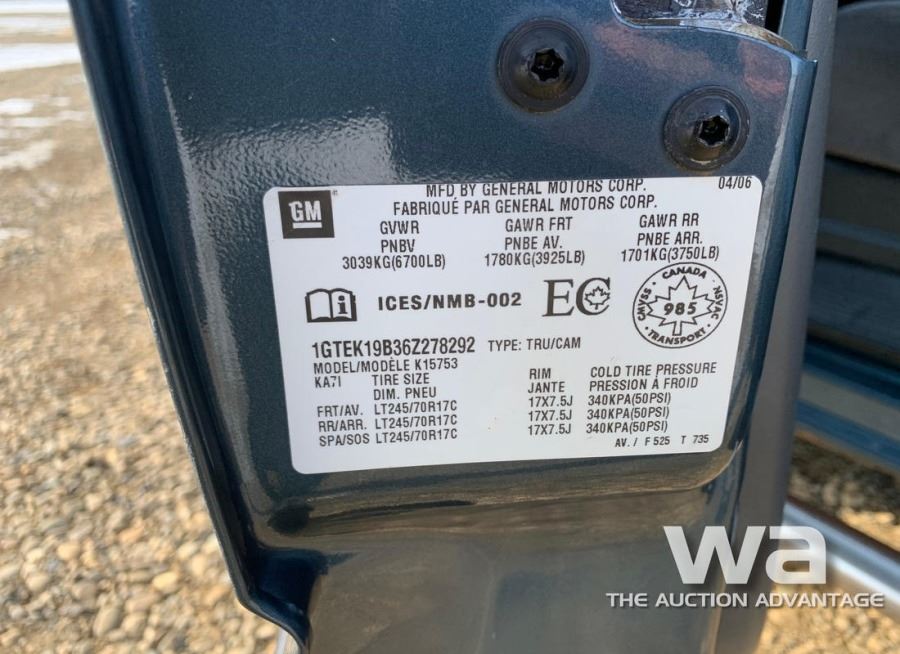 GM
MFD BY GENERAL MOTORS CORP. 04/06
FABRIQUÉ PAR GENERAL MOTORS CORP.
GVWR GAWR FRT GAWR RR
PNBV PNBE AV. PNBE ARR.
3039KG(6700LB) 1780KG(3925LB) 1701KG(3750LB)
i ICES/NMB-002 EC
CANADA
CMVSS 985 NSVAC
TRANSPORT
1GTEK19B36Z278292 TYPE: TRU/CAM
MODEL/MODÈLE K15753
KA71 TIRE SIZE RIM COLD TIRE PRESSURE
DIM. PNEU JANTE PRESSION À FROID
FRT/AV. LT245/70R17C 17X7.5J 340KPA(50PSI)
RR/ARR. LT245/70R17C 17X7.5J 340KPA(50PSI)
SPA/SOS LT245/70R17C 17X7.5J 340KPA(50PSI)
AV. / F 525 T 735
wa
THE AUCTION ADVANTAGE